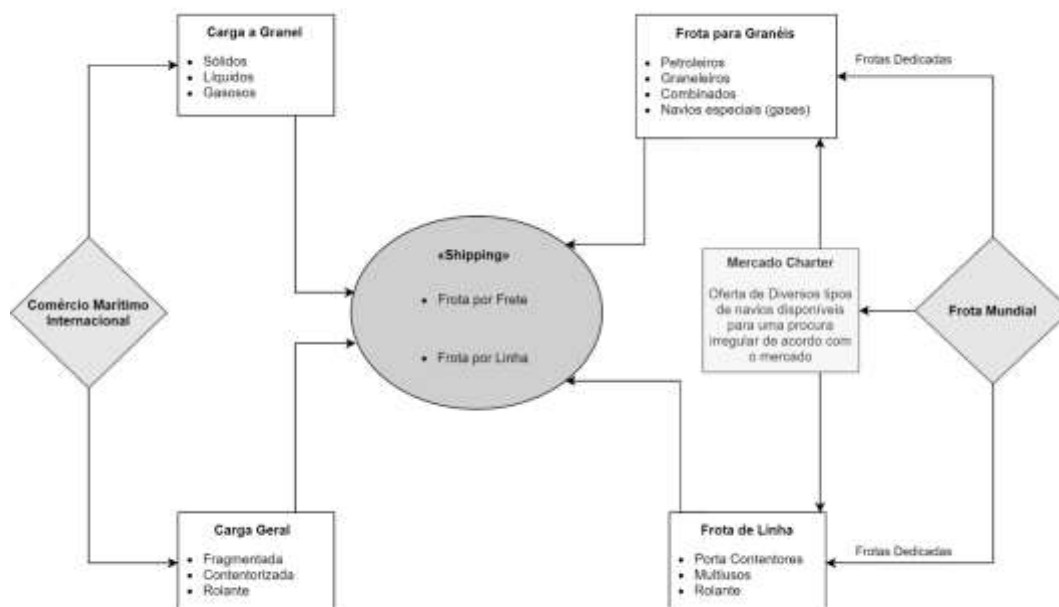 Carga a Granel
• Sólidos
• Líquidos
• Gasosos
Frota para Granéis
• Petroleiros
• Graneleiros
• Combinados
• Navios especiais (gases)
Frotas Dedicadas
Comércio Marítimo
Internacional
«Shipping»
• Frota por Frete
• Frota por Linha
Mercado Charter
Oferta de Diversos tipos
de navios disponíveis
para uma procura
irregular de acordo com
o mercado
Frota Mundial
Carga Geral
• Fragmentada
• Contentorizada
• Rolante
Frota de Linha
• Porta Contentores
• Multiusos
• Rolante
Frotas Dedicadas